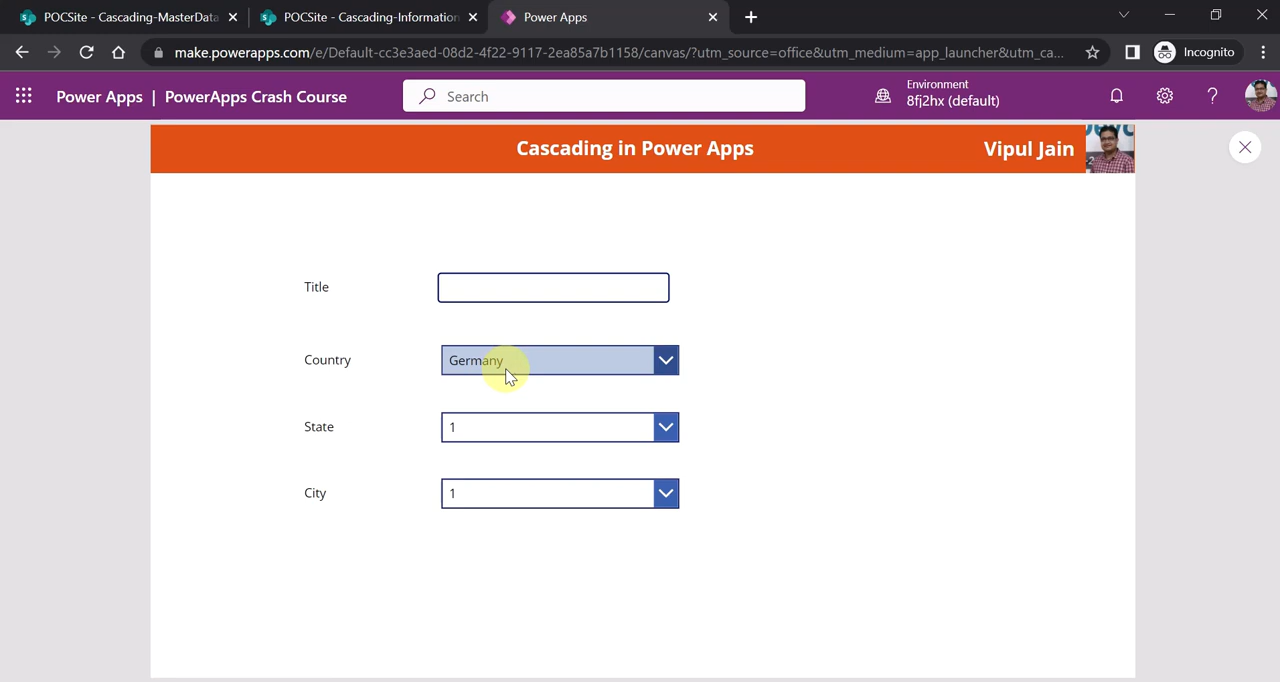 POCSite - Cascading-MasterData
POCSite - Cascading-Information
Power Apps
make.powerapps.com/e/Default-cc3e3aed-08d2-4f22-9117-2ea85a7b1158/canvas/?utm_source=office&utm_medium=app_launcher&utm_ca...
Incognito
Power Apps | PowerApps Crash Course
Search
Environment
8fj2hx (default)
Cascading in Power Apps
Vipul Jain
Title
Country
Germany
State
1
City
1